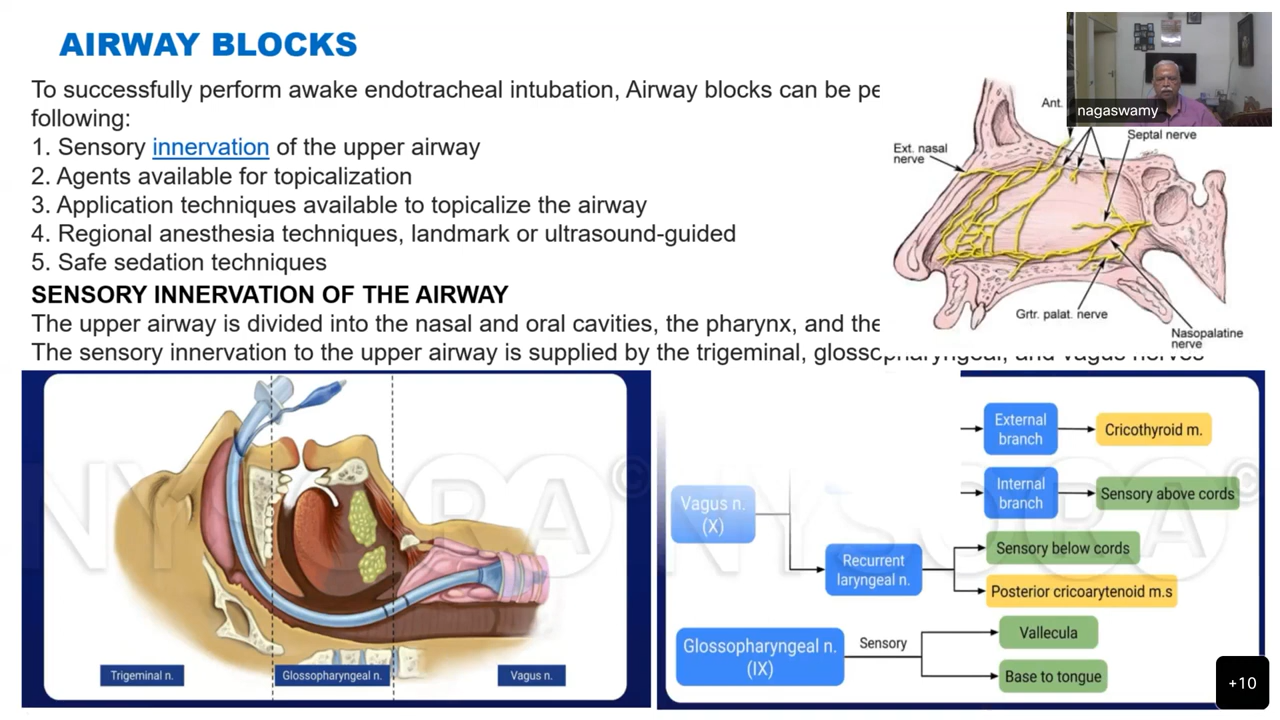 AIRWAY BLOCKS
To successfully perform awake endotracheal intubation, Airway blocks can be pe
following:
1. Sensory innervation of the upper airway
2. Agents available for topicalization
3. Application techniques available to topicalize the airway
4. Regional anesthesia techniques, landmark or ultrasound-guided
5. Safe sedation techniques
SENSORY INNERVATION OF THE AIRWAY
The upper airway is divided into the nasal and oral cavities, the pharynx, and the
The sensory innervation to the upper airway is supplied by the trigeminal, glossopharyngeal, and vagus nerves
nagaswamy
Ant.
Septal nerve
Ext. nasal
nerve
Grtr. palat. nerve
Nasopalatine
nerve
NYSORA©
Trigeminal n.
Glossopharyngeal n.
Vagus n.
NYSORA©
External
branch
Cricothyroid m.
Internal
branch
Sensory above cords
Vagus n.
(X)
Recurrent
laryngeal n.
Sensory below cords
Posterior cricoarytenoid m.s
Glossopharyngeal n.
(IX)
Sensory
Vallecula
Base to tongue
+10